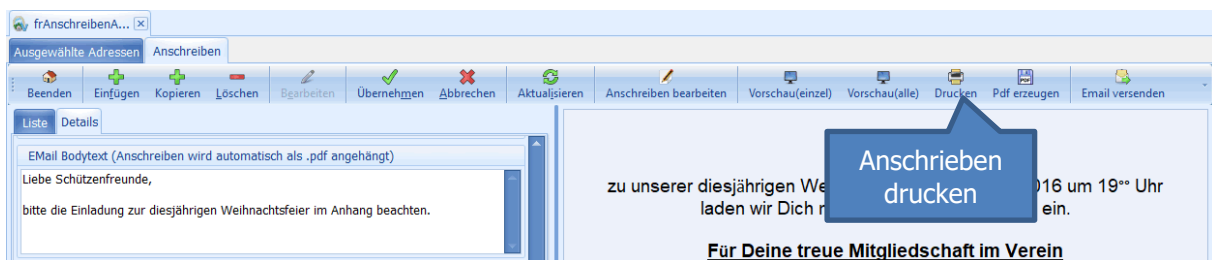 frAnschreibenA...
Ausgewählte Adressen Anschreiben
Beenden Einfügen Kopieren Löschen Bearbeiten Übernehmen Abbrechen Aktualisieren Anschreiben bearbeiten Vorschau(einzel) Vorschau(alle) Drucken Pdf erzeugen Email versenden
Liste Details
EMail Bodytext (Anschreiben wird automatisch als .pdf angehängt)
Liebe Schützenfreunde,
bitte die Einladung zur diesjährigen Weihnachtsfeier im Anhang beachten.
Anschrieben
drucken
zu unserer diesjährigen We 016 um 19°° Uhr
laden wir Dich ein.
Für Deine treue Mitgliedschaft im Verein